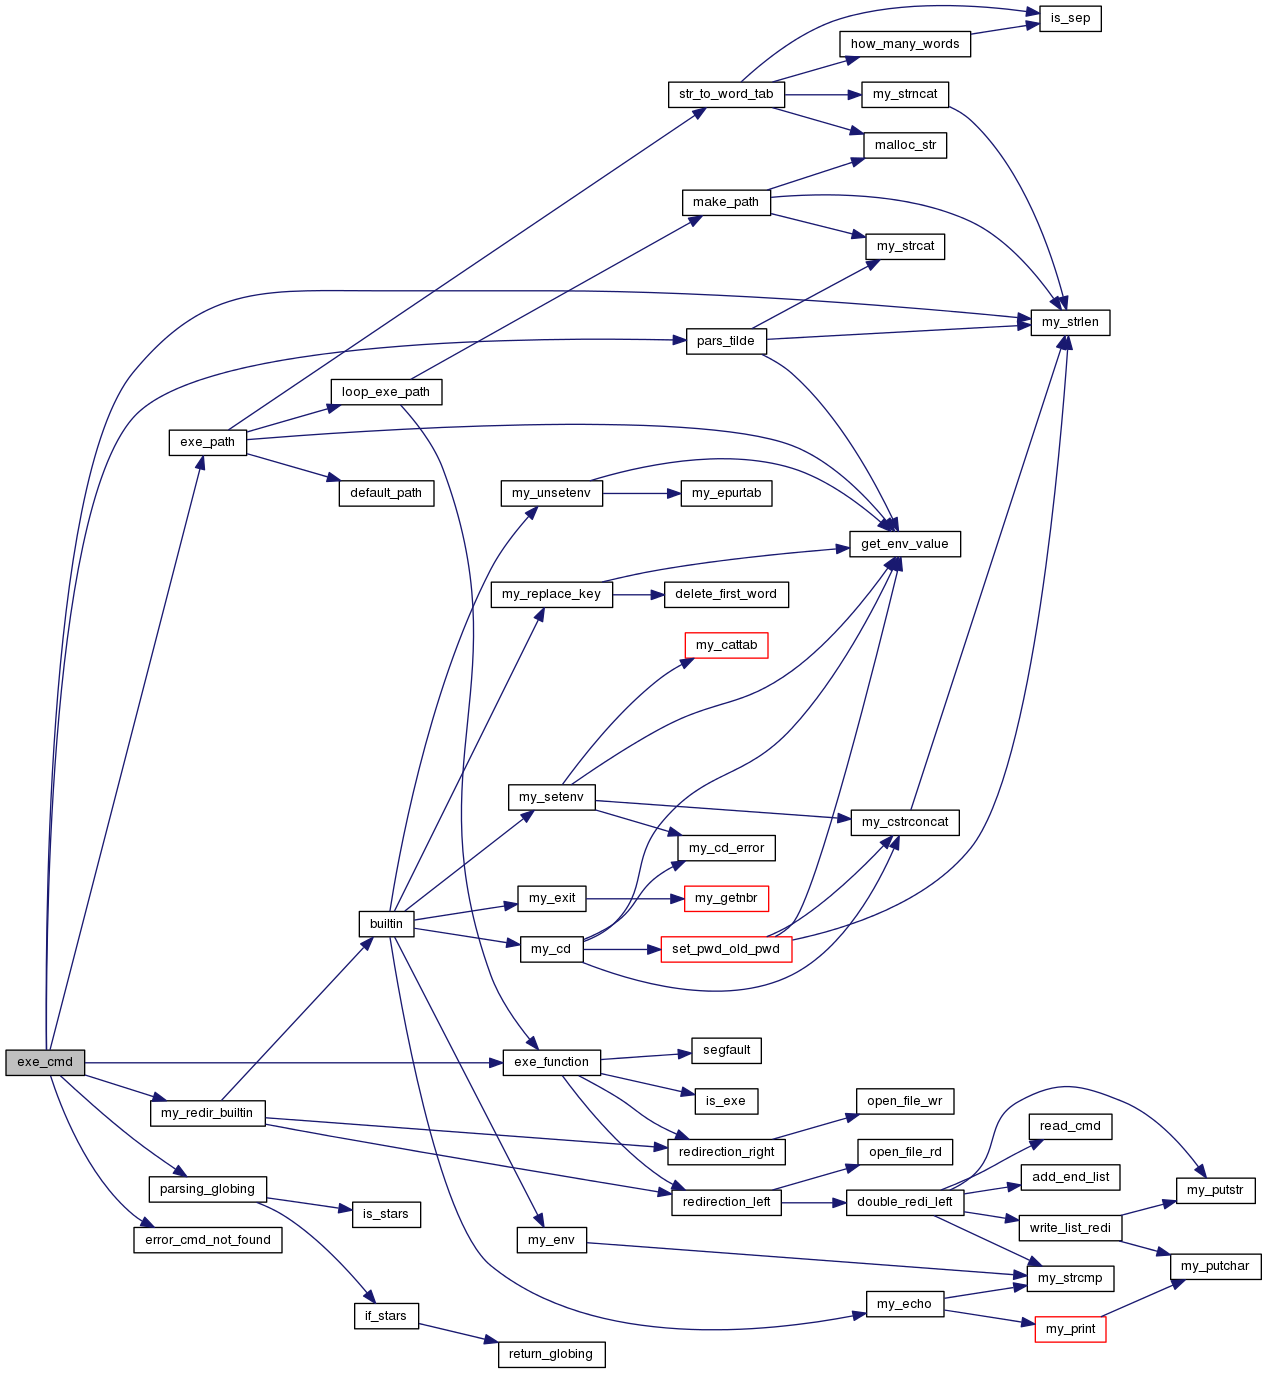 is_sep
how_many_words
str_to_word_tab
my_strncat
malloc_str
make_path
my_strcat
my_strlen
pars_tilde
loop_exe_path
exe_path
default_path
my_unsetenv
my_epurtab
get_env_value
my_replace_key
delete_first_word
my_cattab
my_setenv
my_cstrconcat
my_cd_error
my_exit
my_getnbr
builtin
my_cd
set_pwd_old_pwd
segfault
exe_cmd
exe_function
is_exe
open_file_wr
my_redir_builtin
read_cmd
redirection_right
open_file_rd
add_end_list
parsing_globing
my_putstr
redirection_left
double_redi_left
is_stars
write_list_redi
error_cmd_not_found
my_env
my_putchar
my_strcmp
my_echo
if_stars
my_print
return_globing